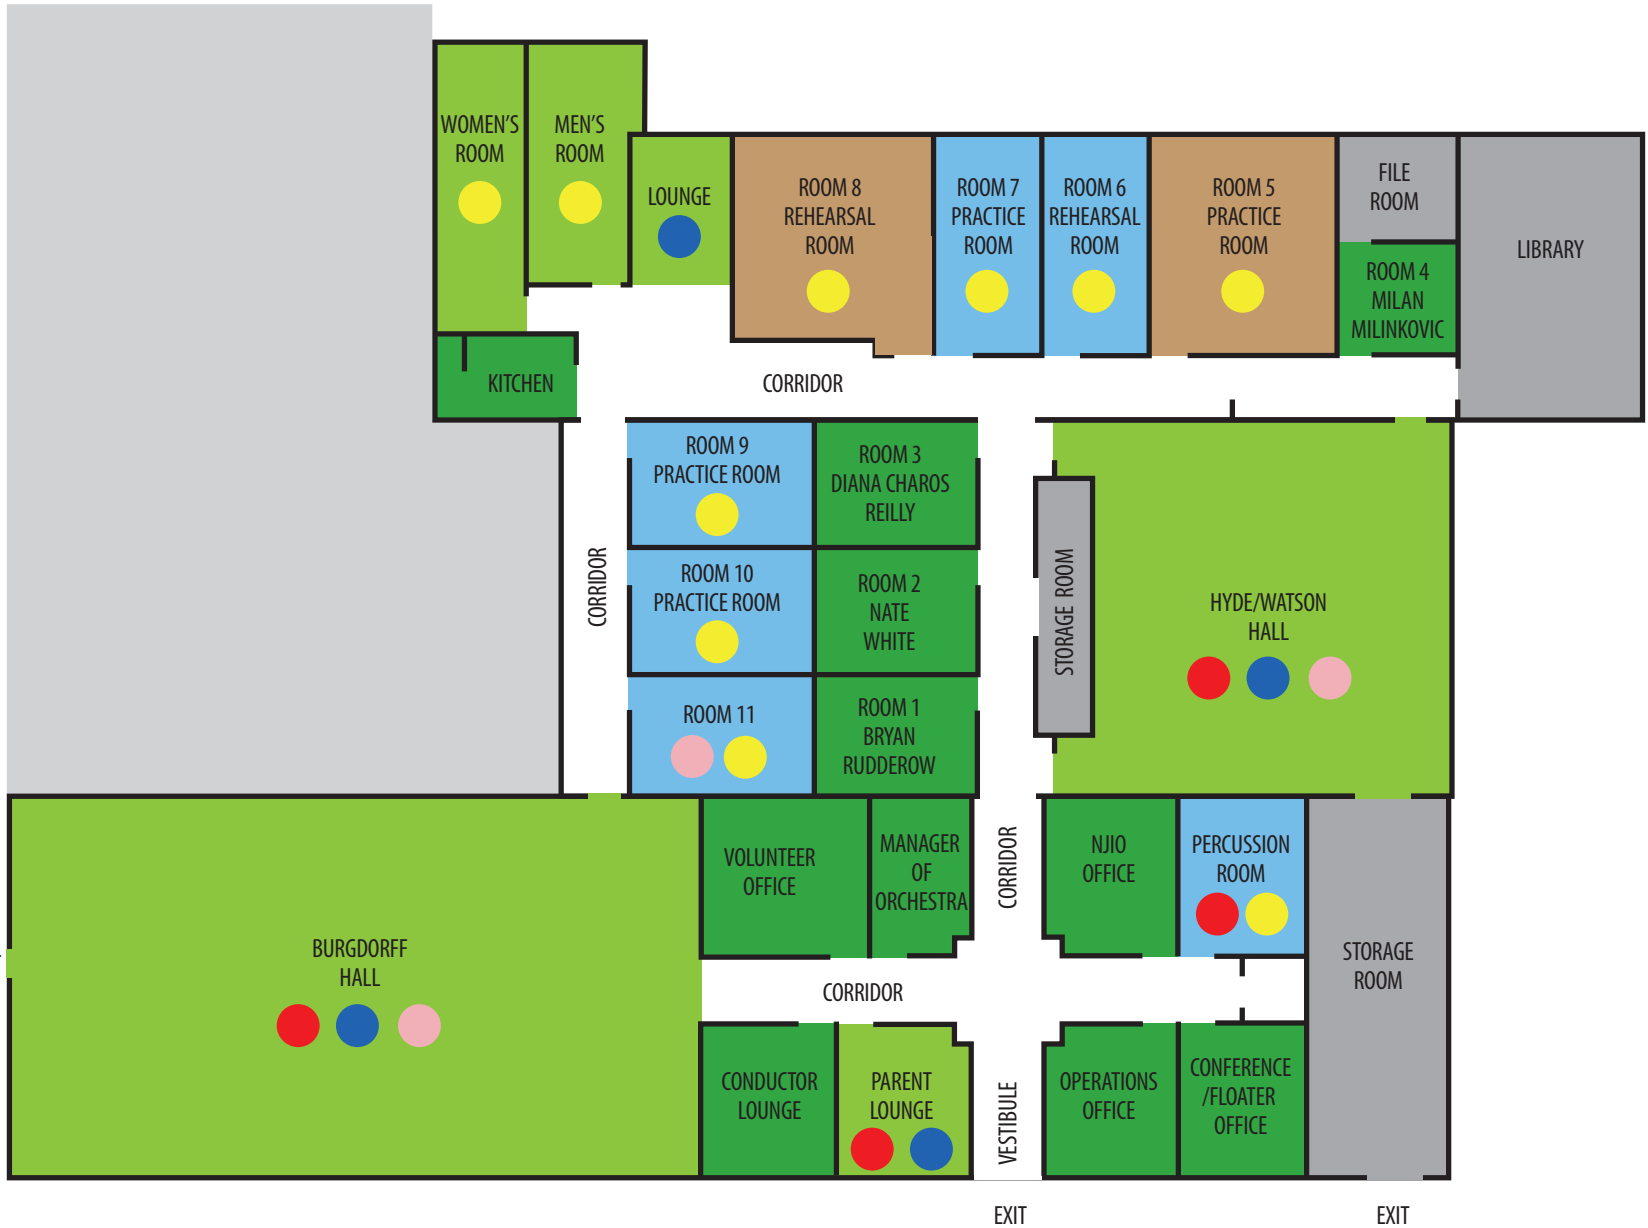 WOMEN'S
ROOM
MEN'S
ROOM
LOUNGE
ROOM 8
REHEARSAL
ROOM
ROOM 7
PRACTICE
ROOM
ROOM 6
REHEARSAL
ROOM
ROOM 5
PRACTICE
ROOM
FILE
ROOM
ROOM 4
MILAN
MILINKOVIC
LIBRARY
KITCHEN
CORRIDOR
ROOM 9
PRACTICE ROOM
ROOM 3
DIANA CHAROS
REILLY
CORRIDOR
ROOM 10
PRACTICE ROOM
ROOM 2
NATE
WHITE
STORAGE ROOM
HYDE/WATSON
HALL
ROOM 11
ROOM 1
BRYAN
RUDDEROW
VOLUNTEER
OFFICE
MANAGER
OF
ORCHESTRA
CORRIDOR
NJIO
OFFICE
PERCUSSION
ROOM
STORAGE
ROOM
BURGDORFF
HALL
CORRIDOR
CONDUCTOR
LOUNGE
PARENT
LOUNGE
VESTIBULE
OPERATIONS
OFFICE
CONFERENCE
/FLOATER
OFFICE
EXIT
EXIT